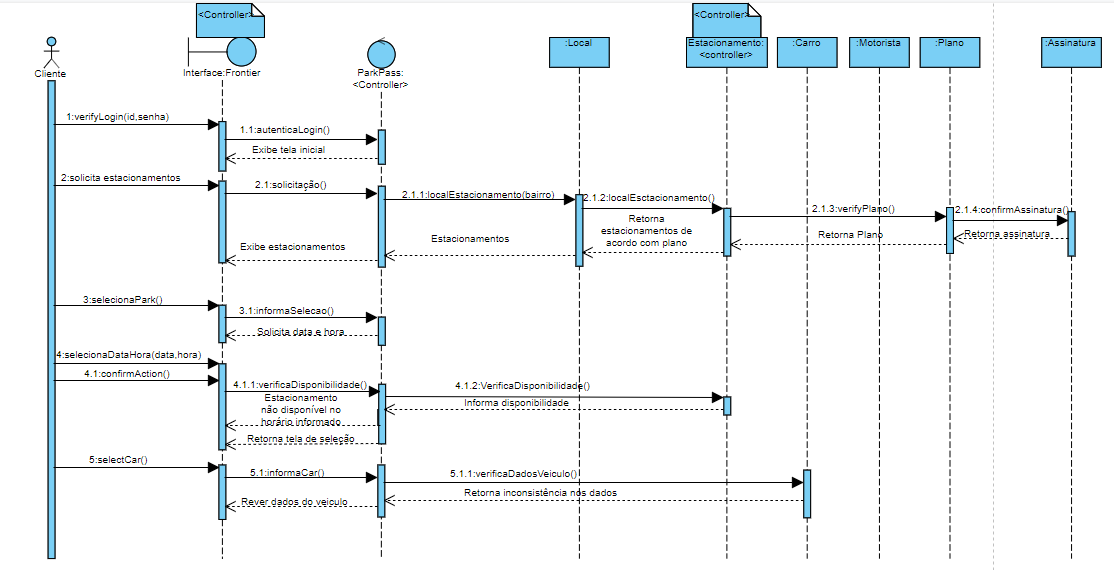 <Controller>
<Controller>
Cliente
Interface:Frontier
ParkPass:
<Controller>
:Local
Estacionamento:
<controller>
:Carro
:Motorista
:Plano
:Assinatura
1:verifyLogin(id,senha)
1.1:autenticaLogin()
Exibe tela inicial
2:solicita estacionamentos
2.1:solicitação()
2.1.1:localEstacionamento(bairro)
2.1.2:localEsctacionamento()
2.1.3:verifyPlano()
2.1.4:confirmAssinatura()
Retorna
estacionamentos de
acordo com plano
Retorna Plano
Retorna assinatura
Estacionamentos
Exibe estacionamentos
3:selecionaPark()
3.1:informaSelecao()
Solicita data e hora
4:selecionaDataHora(data,hora)
4.1:confirmAction()
4.1.1:verificaDisponibilidade()
4.1.2:VerificaDisponibilidade()
Estacionamento
não disponível no
horário informado
Informa disponibilidade
Retorna tela de seleção
5:selectCar()
5.1:informaCar()
5.1.1:verificaDadosVeiculo()
Retorna inconsistência nos dados
Rever dados do veiculo